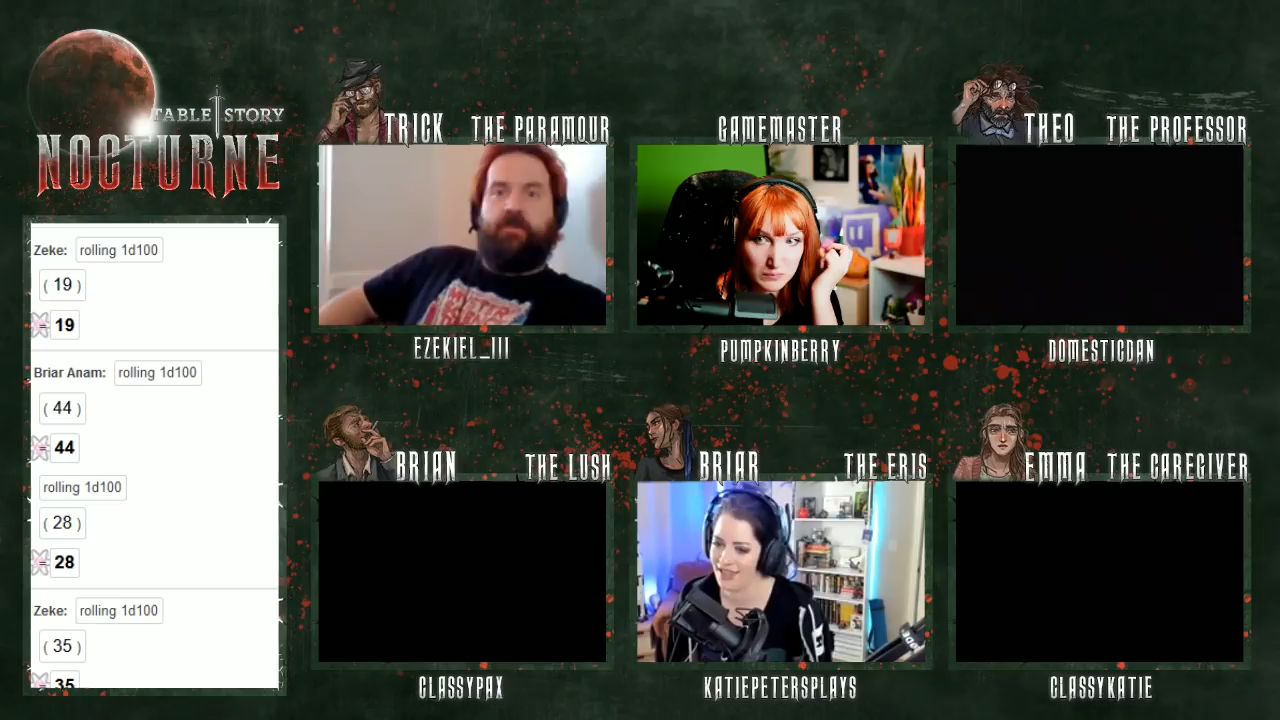 TABLE STORY
NOCTURNE
Zeke: rolling 1d100
( 19 )
= 19
Briar Anam: rolling 1d100
( 44 )
= 44
rolling 1d100
( 28 )
= 28
Zeke: rolling 1d100
( 35 )
= 35
TRICK THE PARAMOUR
EZEKIEL_III
GAMEMASTER
PUMPKINBERRY
THEO THE PROFESSOR
DOMESTICDAN
BRIAN THE LUSH
CLASSYPAX
BRIAR THE ERIS
KATIEPETERSPLAYS
EMMA THE CAREGIVER
CLASSYKATIE